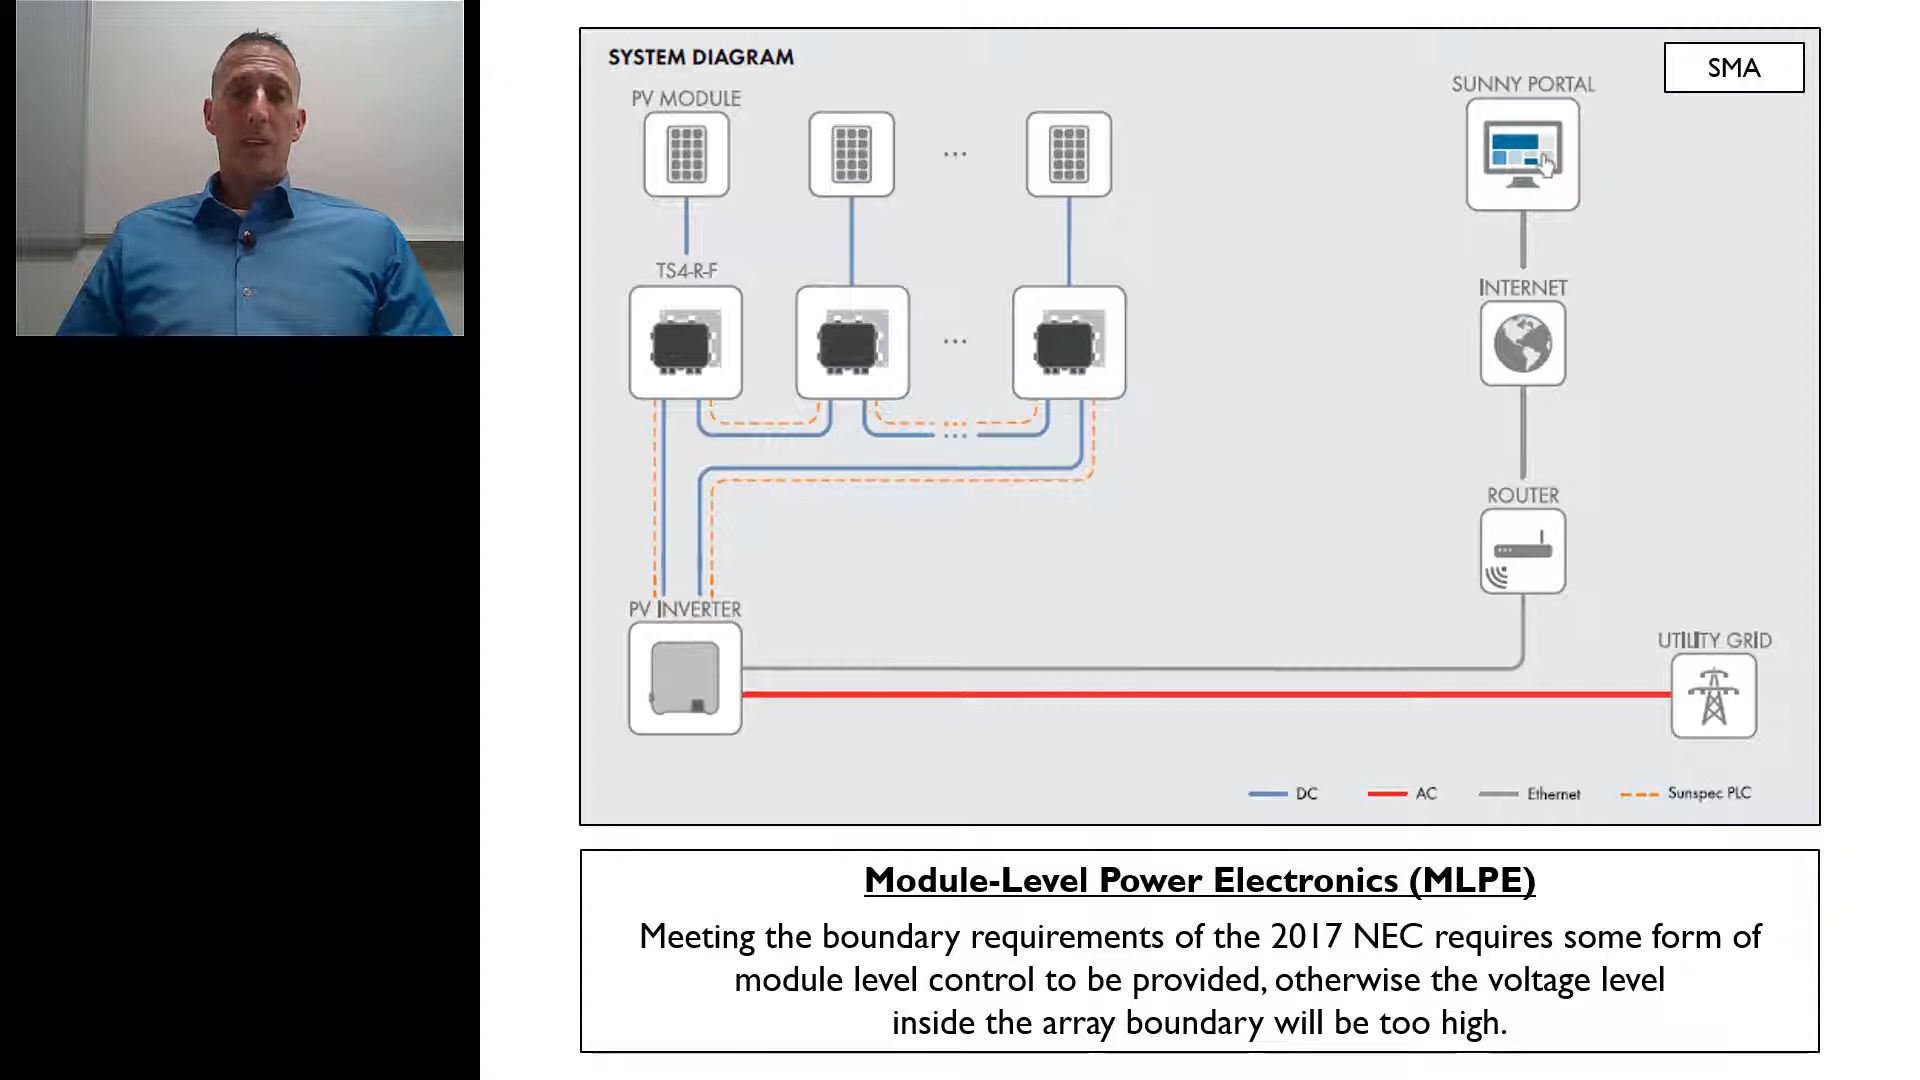 SYSTEM DIAGRAM
SMA
PV MODULE
SUNNY PORTAL
TS4-R-F
INTERNET
ROUTER
PV INVERTER
UTILITY GRID
DC
AC
Ethernet
Sunspec PLC
Module-Level Power Electronics (MLPE)
Meeting the boundary requirements of the 2017 NEC requires some form of
module level control to be provided, otherwise the voltage level
inside the array boundary will be too high.